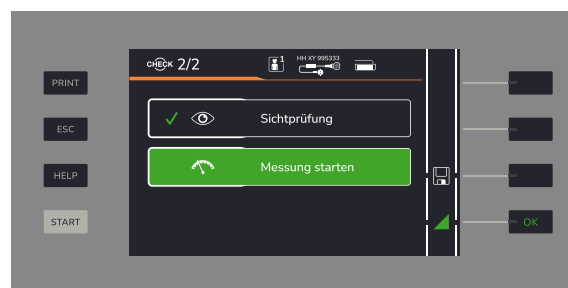 CHECK 2/2
1
HH XY 995333
PRINT
Sichtprüfung
ESC
Messung starten
HELP
START
OK